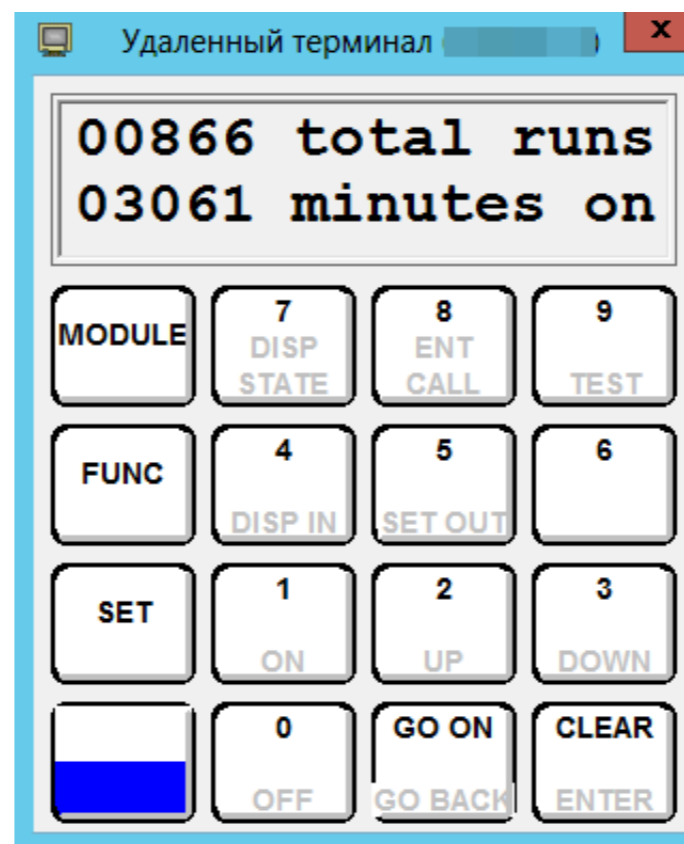 Удаленный терминал (        )
x
00866 total runs
03061 minutes on
MODULE
7
DISP
STATE
8
ENT
CALL
9
TEST
FUNC
4
DISP IN
5
SET OUT
6
SET
1
ON
2
UP
3
DOWN
0
OFF
GO ON
GO BACK
CLEAR
ENTER